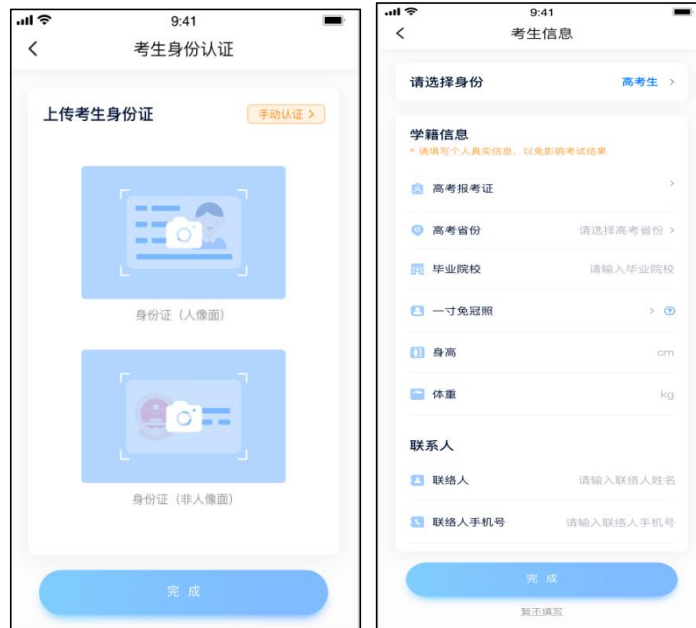 9:41
考生身份认证
上传考生身份证
手动认证 >
身份证（人像面）
身份证（非人像面）
完 成
9:41
考生信息
请选择身份 高考生 >
学籍信息
* 请填写个人真实信息，以免影响考试结果
高考报考证 >
高考省份 请选择高考省份 >
毕业院校 请输入毕业院校
一寸免冠照 > ?
身高 cm
体重 kg
联系人
联络人 请输入联络人姓名
联络人手机号 请输入联络人手机号
完 成
暂不填写